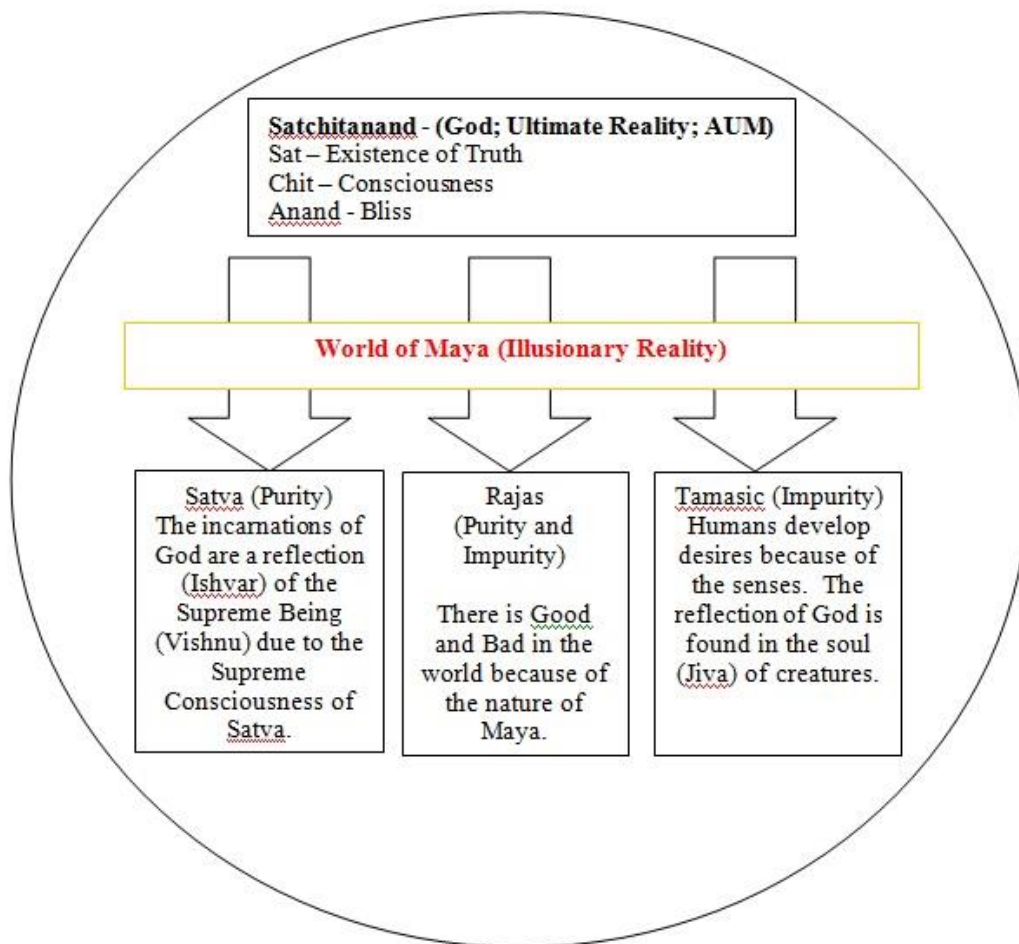 Satchitanand - (God; Ultimate Reality; AUM)
Sat – Existence of Truth
Chit – Consciousness
Anand - Bliss
World of Maya (Illusionary Reality)
Satva (Purity)
The incarnations of
God are a reflection
(Ishvar) of the
Supreme Being
(Vishnu) due to the
Supreme
Consciousness of
Satva.
Rajas
(Purity and
Impurity)
There is Good
and Bad in the
world because of
the nature of
Maya.
Tamasic (Impurity)
Humans develop
desires because of
the senses.  The
reflection of God is
found in the soul
(Jiva) of creatures.